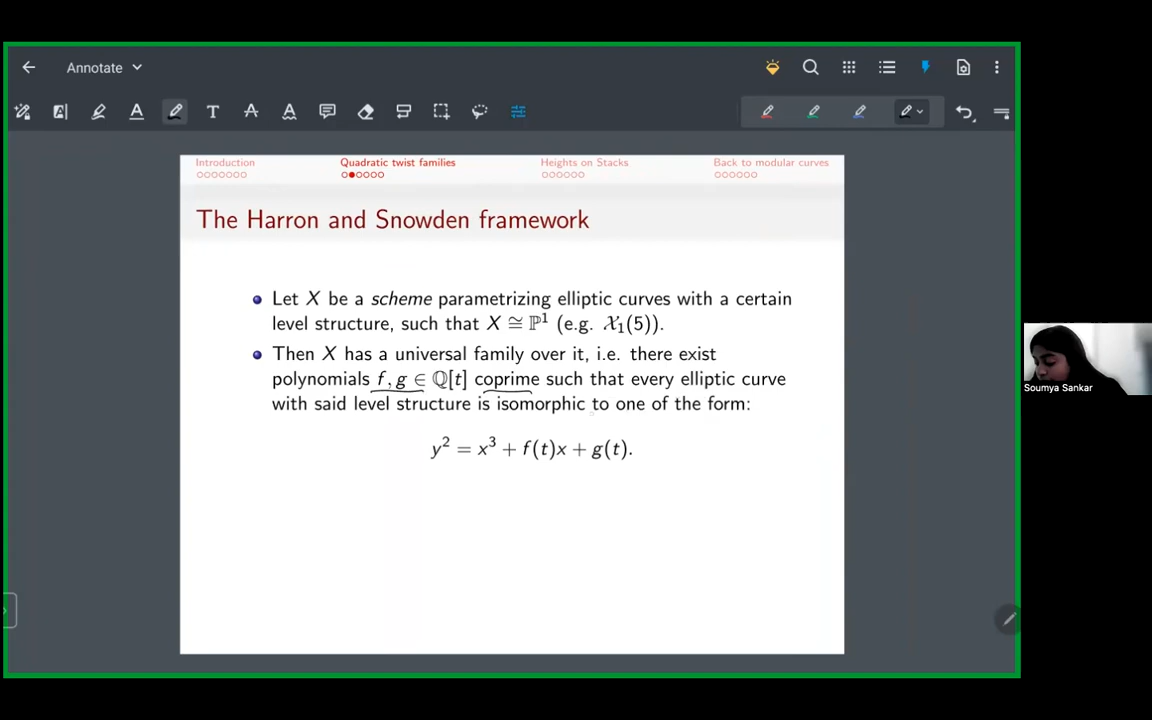 Annotate
Introduction
Quadratic twist families
Heights on Stacks
Back to modular curves
The Harron and Snowden framework
Let X be a scheme parametrizing elliptic curves with a certain
level structure, such that X ≅ ℙ¹ (e.g. 𝒳₁(5)).
Then X has a universal family over it, i.e. there exist
polynomials f, g ∈ ℚ[t] coprime such that every elliptic curve
with said level structure is isomorphic to one of the form:
y² = x³ + f(t)x + g(t).
Soumya Sankar